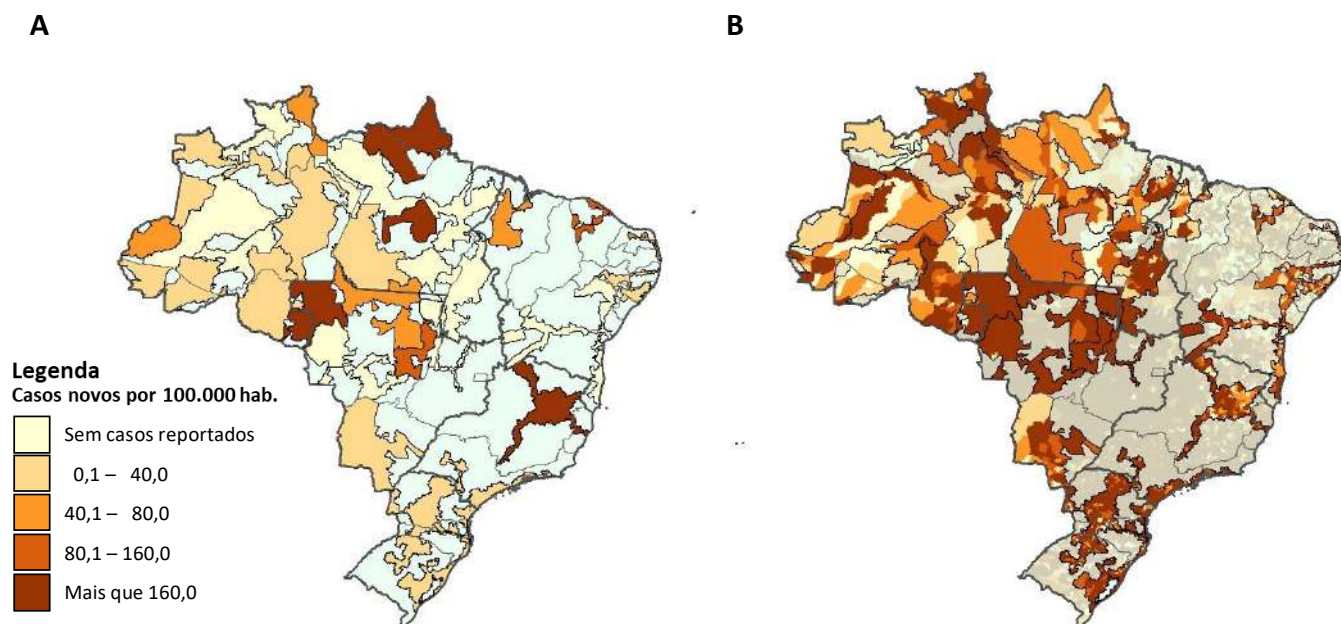 A
B
Legenda
Casos novos por 100.000 hab.
Sem casos reportados
0,1 – 40,0
40,1 – 80,0
80,1 – 160,0
Mais que 160,0